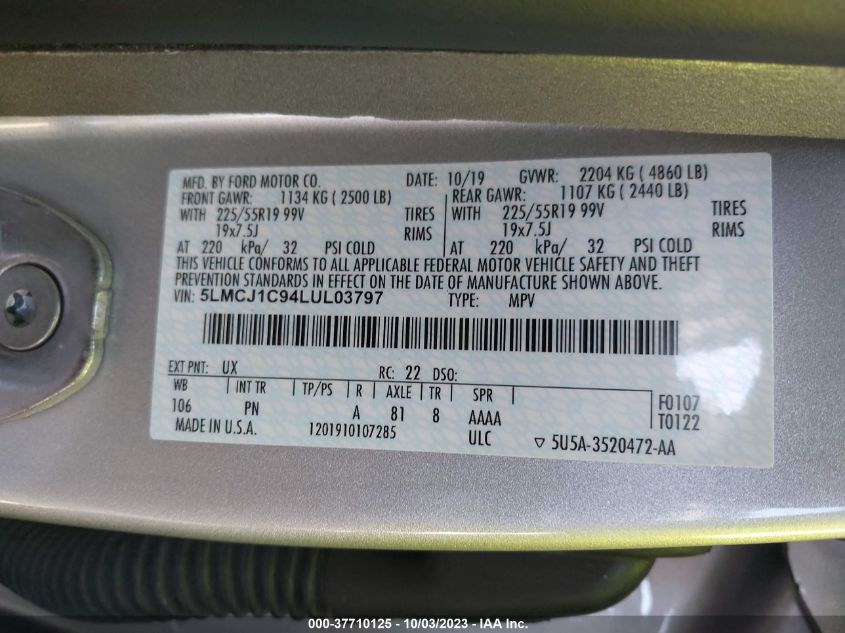 MFD. BY FORD MOTOR CO. DATE: 10/19 GVWR: 2204 KG ( 4860 LB)
FRONT GAWR: 1134 KG ( 2500 LB) REAR GAWR: 1107 KG ( 2440 LB)
WITH 225/55R19 99V TIRES WITH 225/55R19 99V TIRES
19x7.5J RIMS 19x7.5J RIMS
AT 220 kPa/ 32 PSI COLD AT 220 kPa/ 32 PSI COLD
THIS VEHICLE CONFORMS TO ALL APPLICABLE FEDERAL MOTOR VEHICLE SAFETY AND THEFT
PREVENTION STANDARDS IN EFFECT ON THE DATE OF MANUFACTURE SHOWN ABOVE.
VIN: 5LMCJ1C94LUL03797 TYPE: MPV
EXT PNT: UX RC: 22 DSO:
WB INT TR TP/PS R AXLE TR SPR
106 PN A 81 8 AAAA F0107
T0122
MADE IN U.S.A. 1201910107285 ULC ▽ 5U5A-3520472-AA
000-37710125 - 10/03/2023 - IAA Inc.